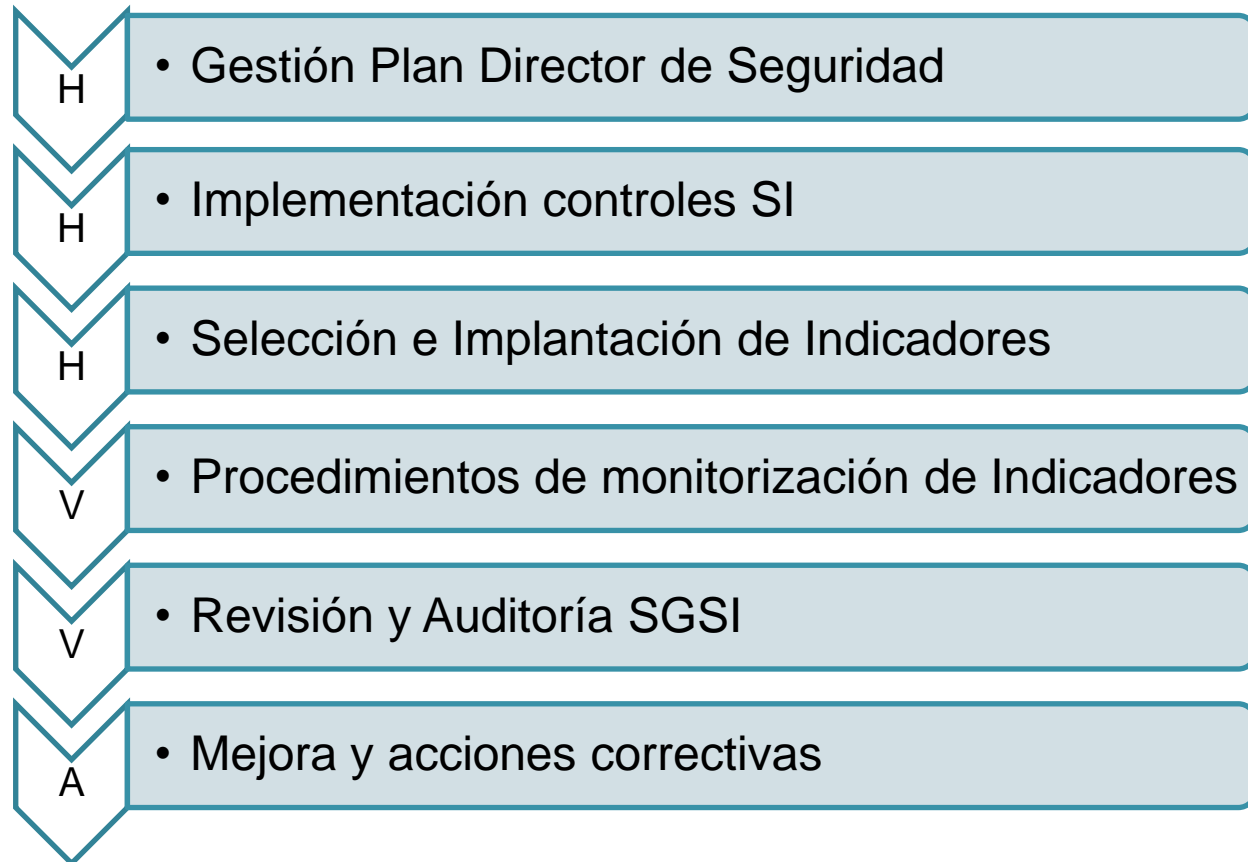 H
• Gestión Plan Director de Seguridad
H
• Implementación controles SI
H
• Selección e Implantación de Indicadores
V
• Procedimientos de monitorización de Indicadores
V
• Revisión y Auditoría SGSI
A
• Mejora y acciones correctivas